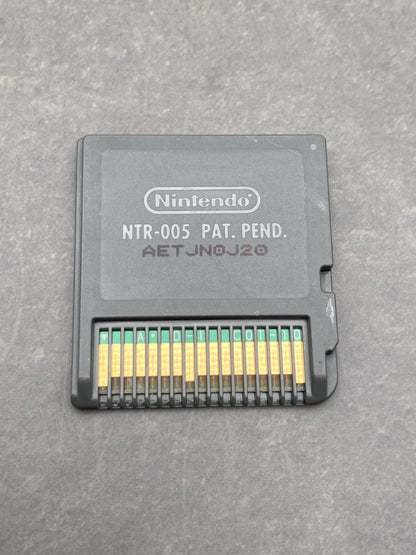 Nintendo®
NTR-005 PAT. PEND.
AETJN0J20